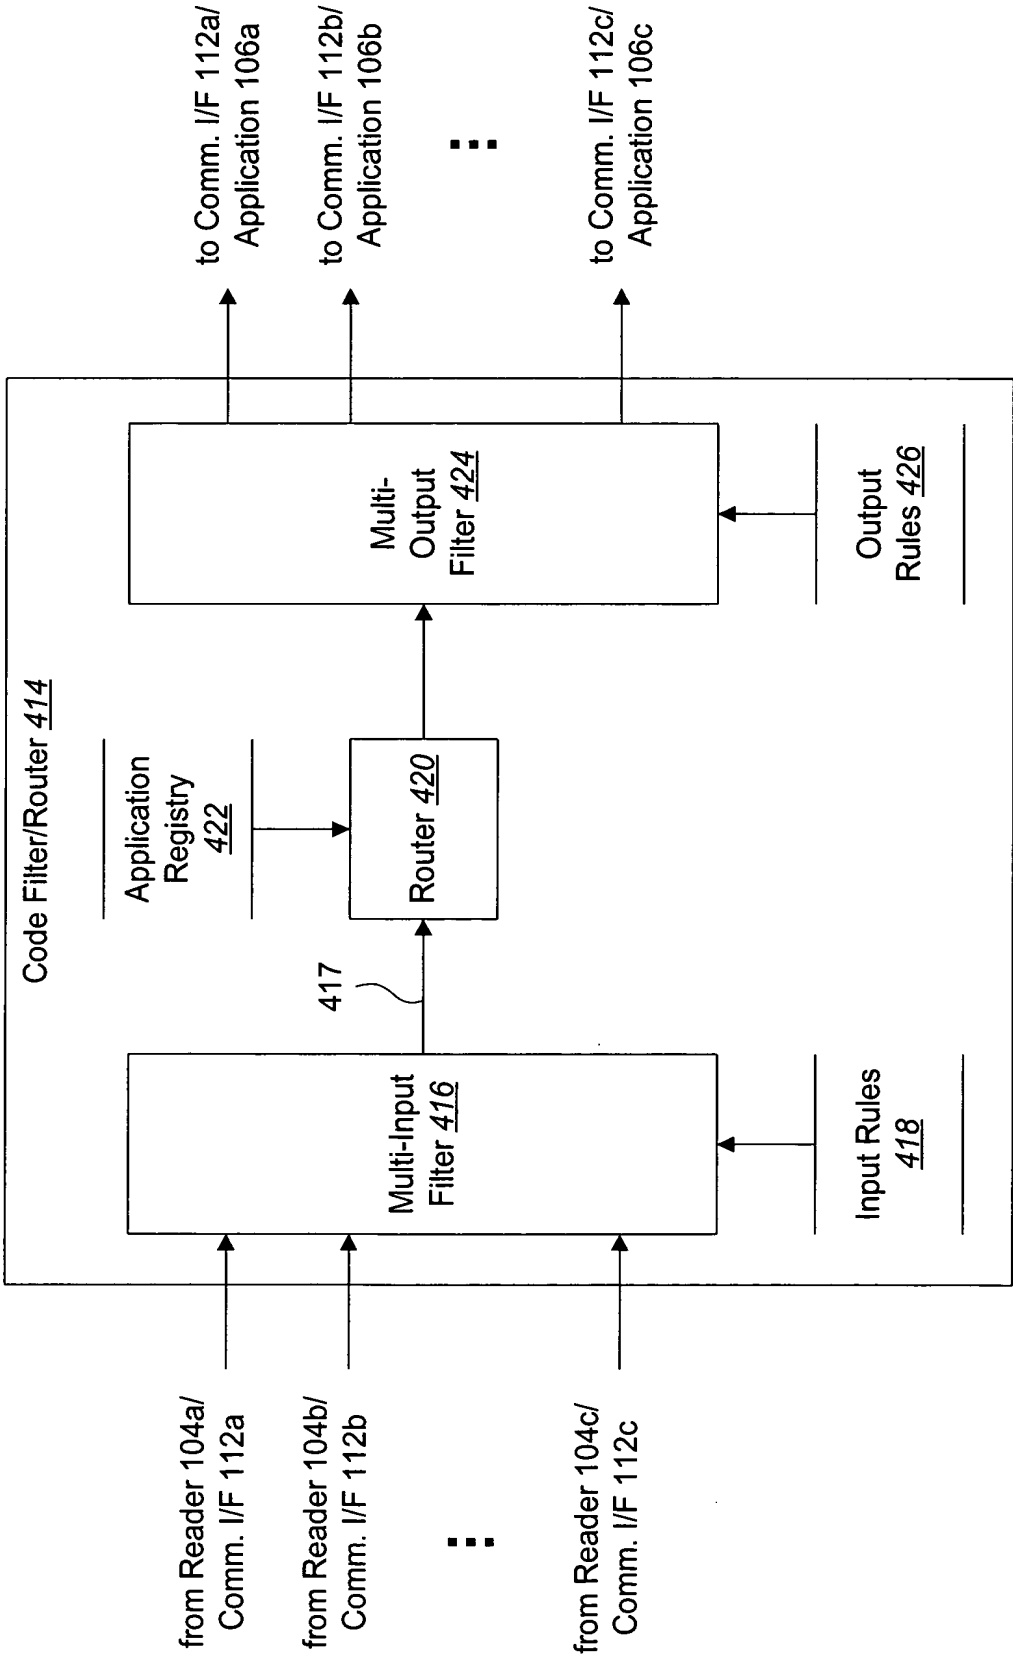 Code Filter/Router 414
from Reader 104a/
Comm. I/F 112a
from Reader 104b/
Comm. I/F 112b
from Reader 104c/
Comm. I/F 112c
Multi-Input
Filter 416
Input Rules
418
417
Application
Registry
422
Router 420
Multi-
Output
Filter 424
Output
Rules 426
to Comm. I/F 112a/
Application 106a
to Comm. I/F 112b/
Application 106b
to Comm. I/F 112c/
Application 106c